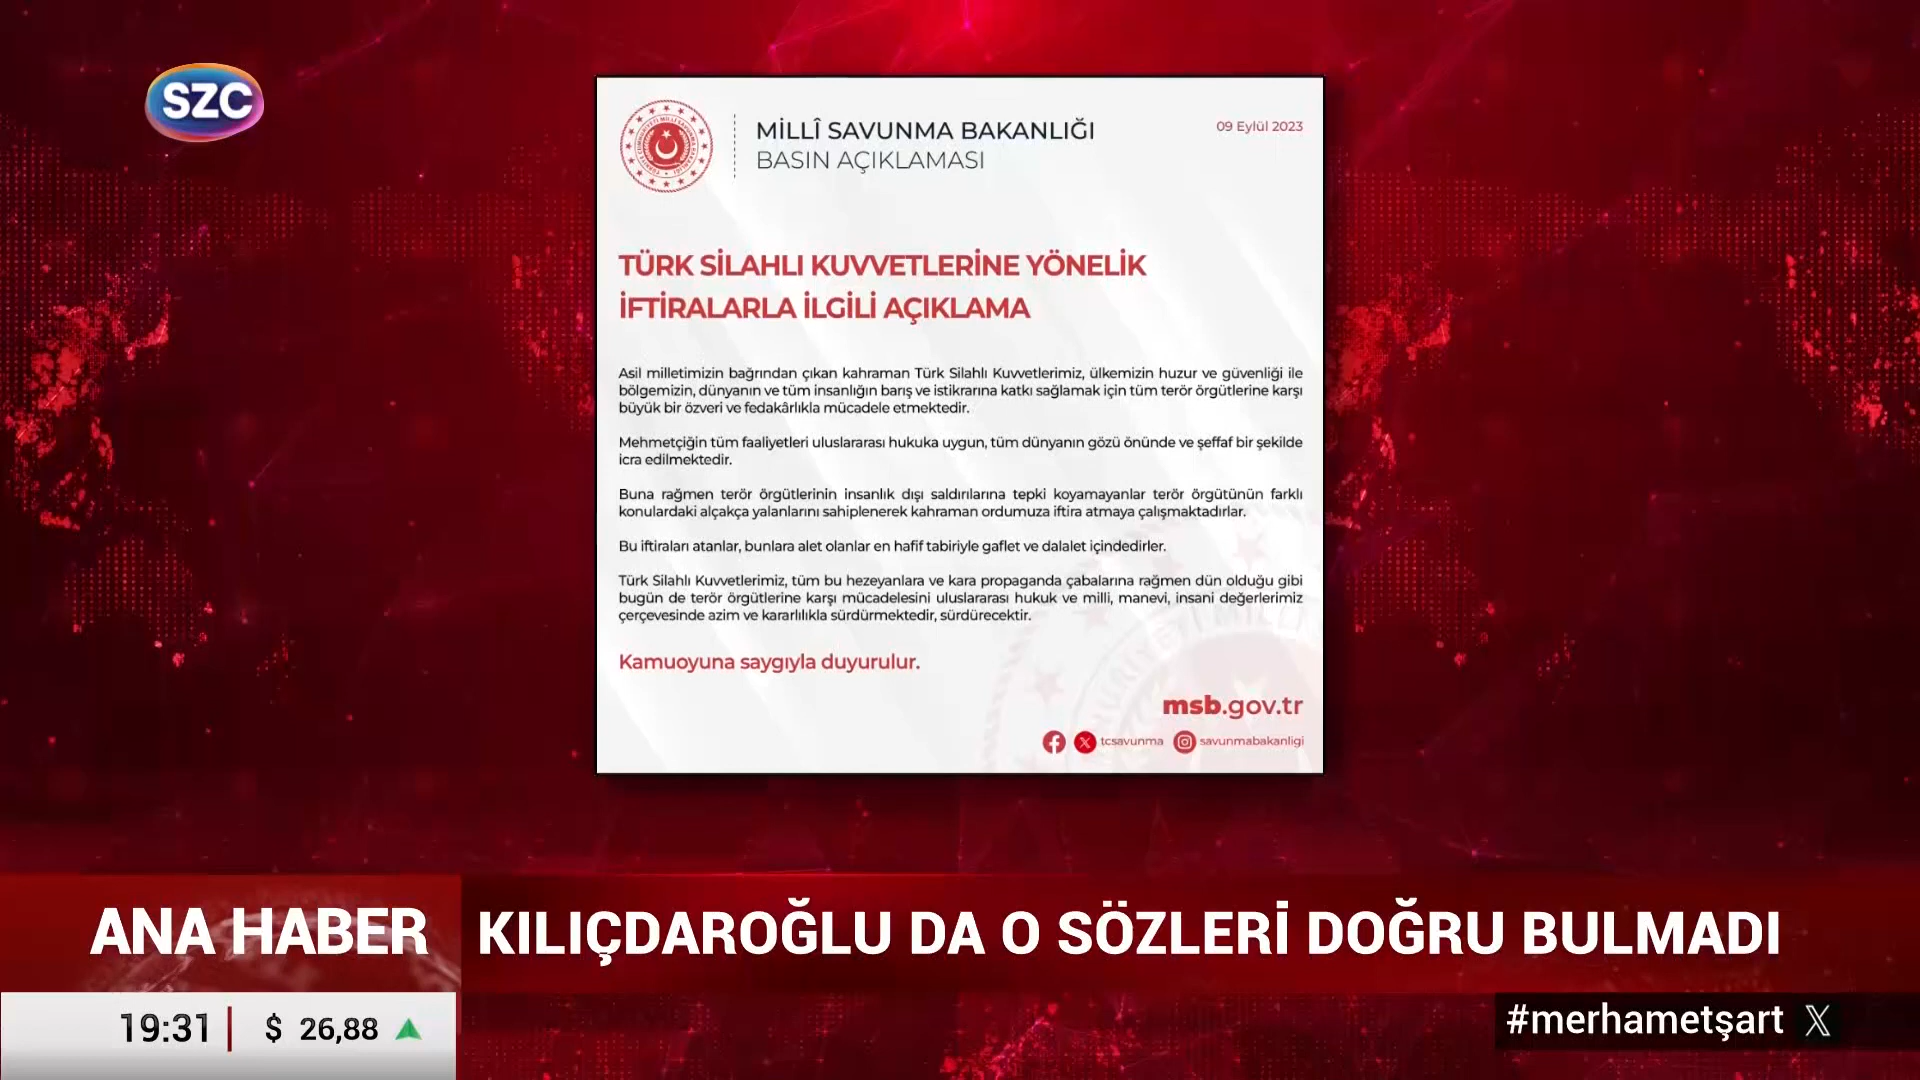 SZC
MİLLÎ SAVUNMA BAKANLIĞI
BASIN AÇIKLAMASI
09 Eylül 2023
TÜRK SİLAHLI KUVVETLERİNE YÖNELİK
İFTİRALARLA İLGİLİ AÇIKLAMA
Asil milletimizin bağrından çıkan kahraman Türk Silahlı Kuvvetlerimiz, ülkemizin huzur ve güvenliği ile
bölgemizin, dünyanın ve tüm insanlığın barış ve istikrarına katkı sağlamak için tüm terör örgütlerine karşı
büyük bir özveri ve fedakârlıkla mücadele etmektedir.
Mehmetçiğin tüm faaliyetleri uluslararası hukuka uygun, tüm dünyanın gözü önünde ve şeffaf bir şekilde
icra edilmektedir.
Buna rağmen terör örgütlerinin insanlık dışı saldırılarına tepki koyamayanlar terör örgütünün farklı
konulardaki alçakça yalanlarını sahiplenerek kahraman ordumuza iftira atmaya çalışmaktadırlar.
Bu iftiraları atanlar, bunlara alet olanlar en hafif tabiriyle gaflet ve dalalet içindedirler.
Türk Silahlı Kuvvetlerimiz, tüm bu hezeyanlara ve kara propaganda çabalarına rağmen dün olduğu gibi
bugün de terör örgütlerine karşı mücadelesini uluslararası hukuk ve milli, manevi, insani değerlerimiz
çerçevesinde azim ve kararlılıkla sürdürmektedir, sürdürecektir.
Kamuoyuna saygıyla duyurulur.
msb.gov.tr
tcsavunma savunmabakanligi
ANA HABER
KILIÇDAROĞLU DA O SÖZLERİ DOĞRU BULMADI
19:31 $ 26,88
#merhametşart X